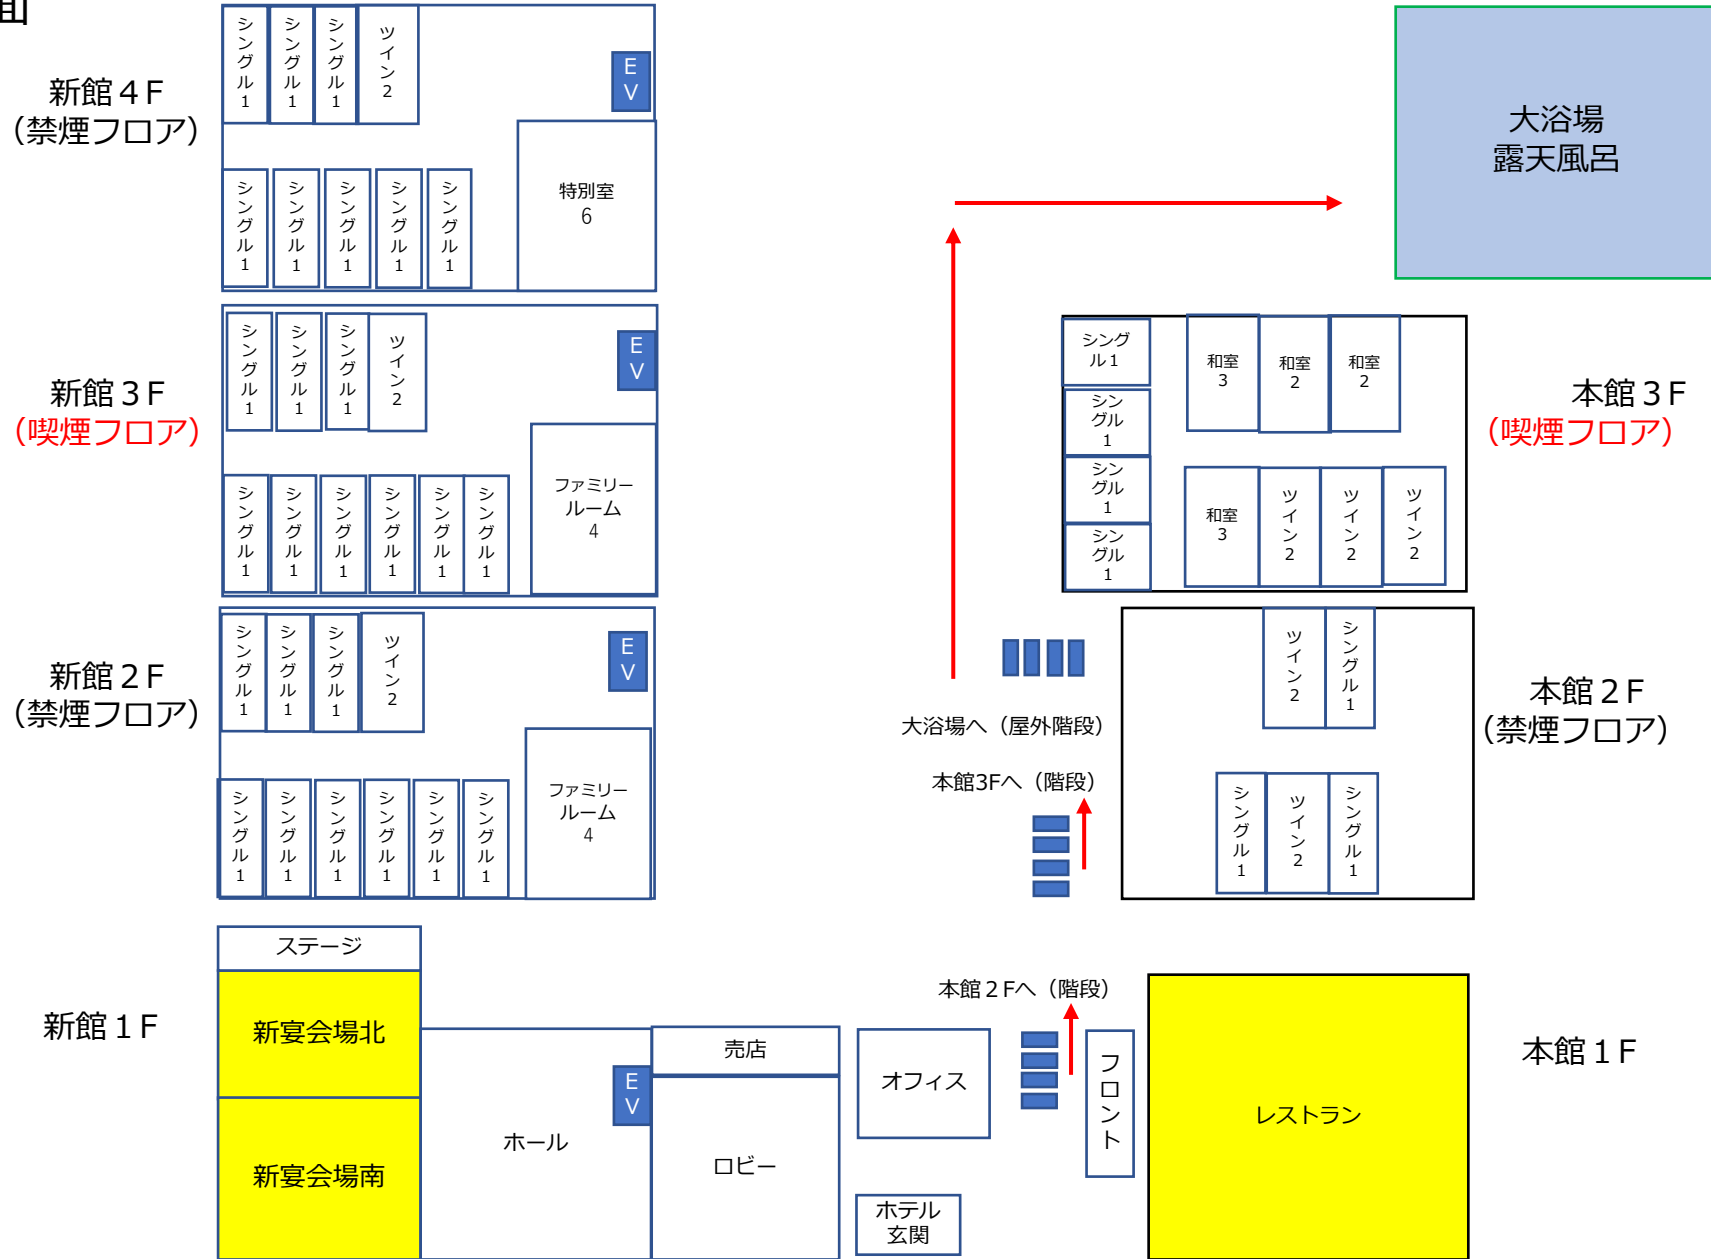 新館４Ｆ
（禁煙フロア）
シングル1
シングル1
シングル1
ツイン2
EV
シングル1
シングル1
シングル1
シングル1
シングル1
特別室
6
大浴場
露天風呂
新館３Ｆ
（喫煙フロア）
シングル1
シングル1
シングル1
ツイン2
EV
シングル1
シングル1
シングル1
シングル1
シングル1
シングル1
ファミリー
ルーム
4
シング
ル1
シン
グル
1
シン
グル
1
シン
グル
1
和室
3
和室
2
和室
2
和室
3
ツイン2
ツイン2
ツイン2
本館３Ｆ
（喫煙フロア）
新館２Ｆ
（禁煙フロア）
シングル1
シングル1
シングル1
ツイン2
EV
シングル1
シングル1
シングル1
シングル1
シングル1
シングル1
ファミリー
ルーム
4
大浴場へ（屋外階段）
本館3Fへ（階段）
ツイン2
シングル1
シングル1
ツイン2
シングル1
本館２Ｆ
（禁煙フロア）
新館１Ｆ
ステージ
新宴会場北
新宴会場南
ホール
EV
売店
ロビー
オフィス
ホテル
玄関
本館２Fへ（階段）
フロント
レストラン
本館１Ｆ